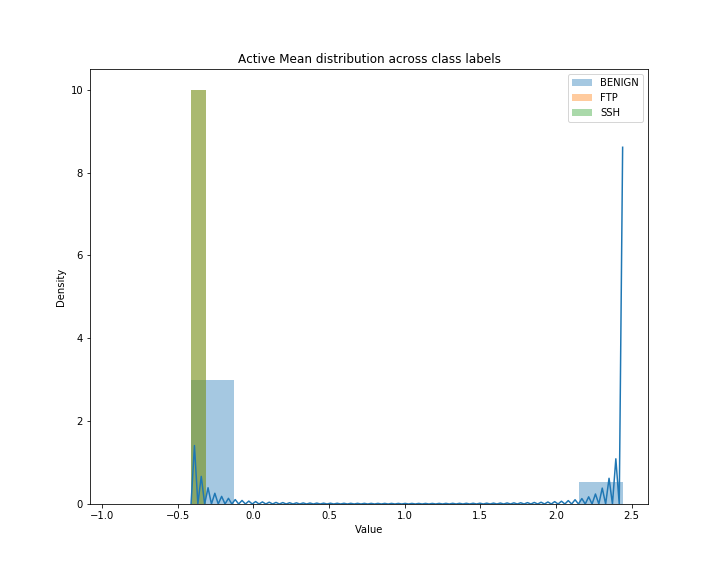 Active Mean distribution across class labels
BENIGN
FTP
SSH
10
8
6
4
2
0
Density
−1.0 −0.5 0.0 0.5 1.0 1.5 2.0 2.5
Value